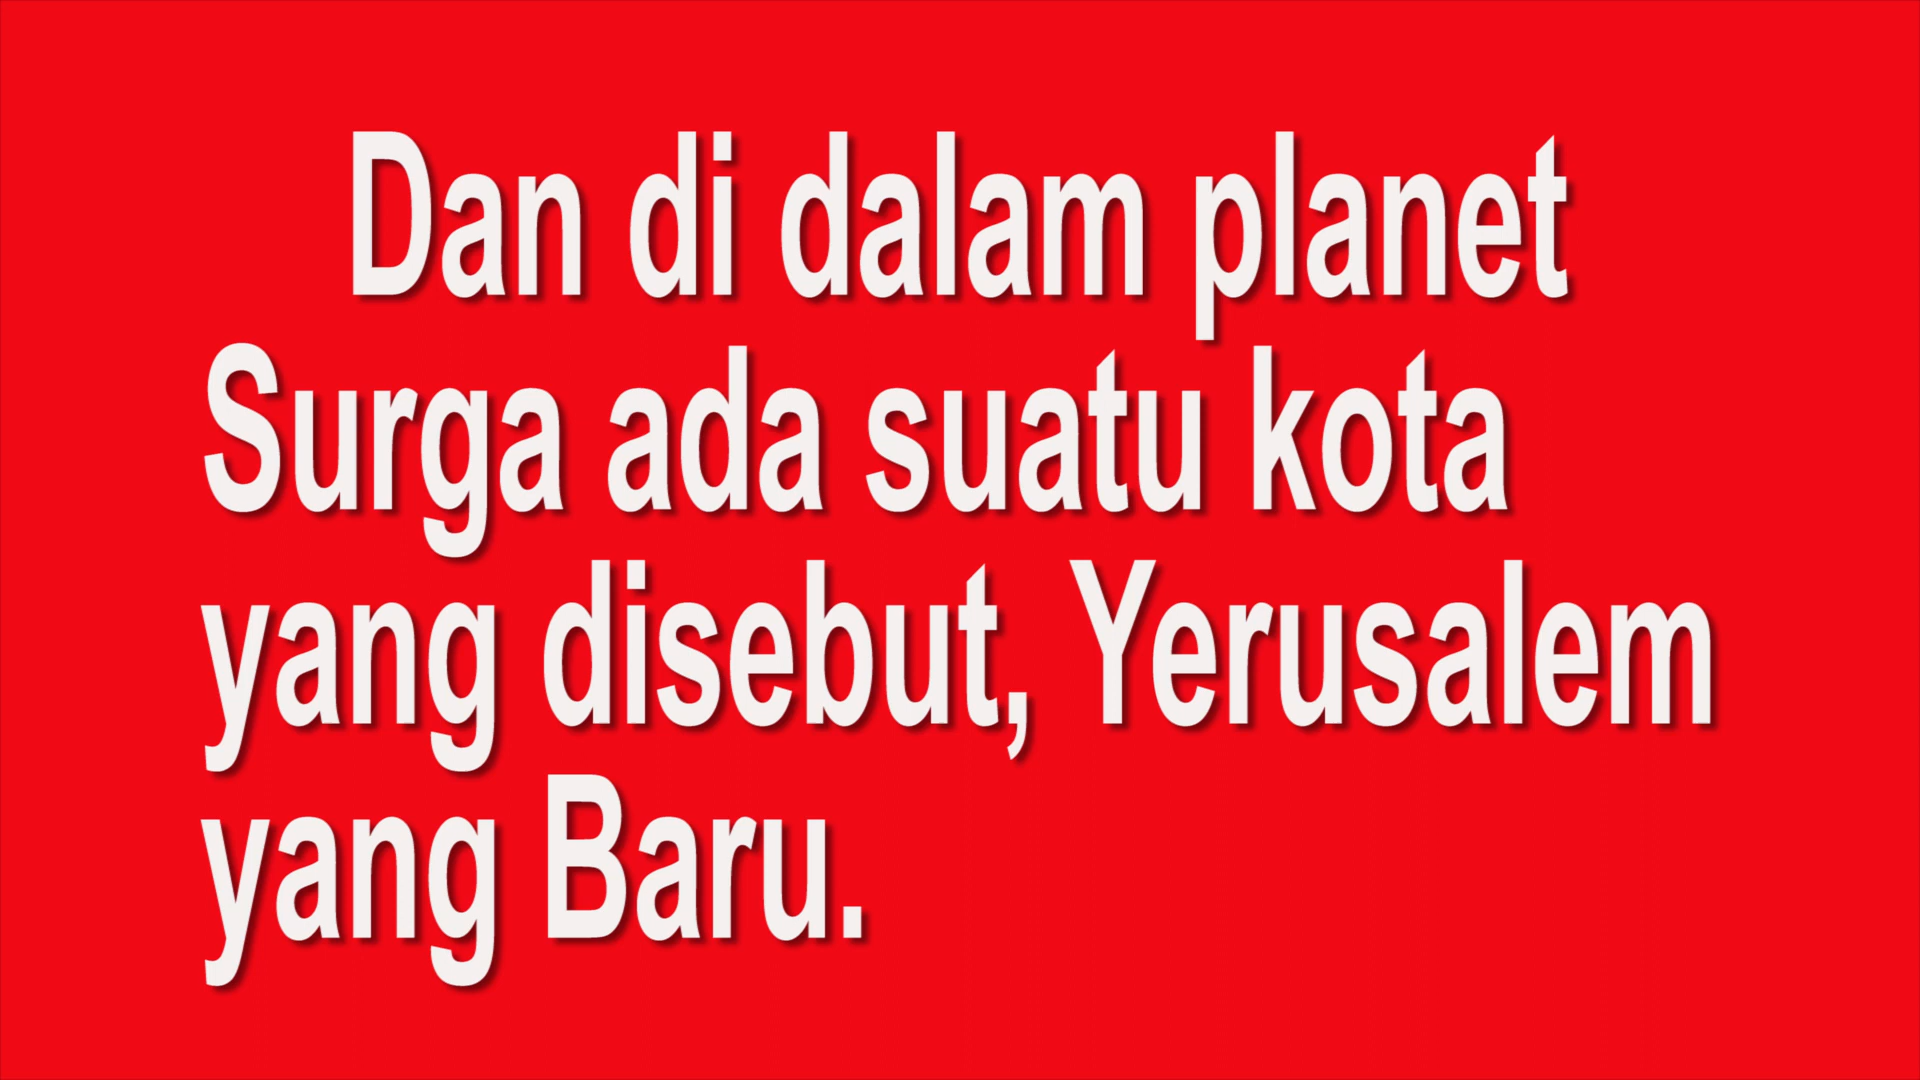 Dan di dalam planet
Surga ada suatu kota
yang disebut, Yerusalem
yang Baru.